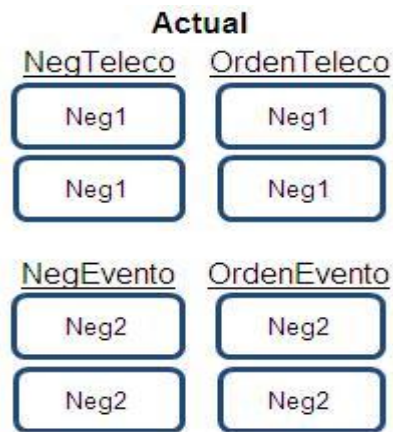 Actual
NegTeleco OrdenTeleco
Neg1 Neg1
Neg1 Neg1
NegEvento OrdenEvento
Neg2 Neg2
Neg2 Neg2